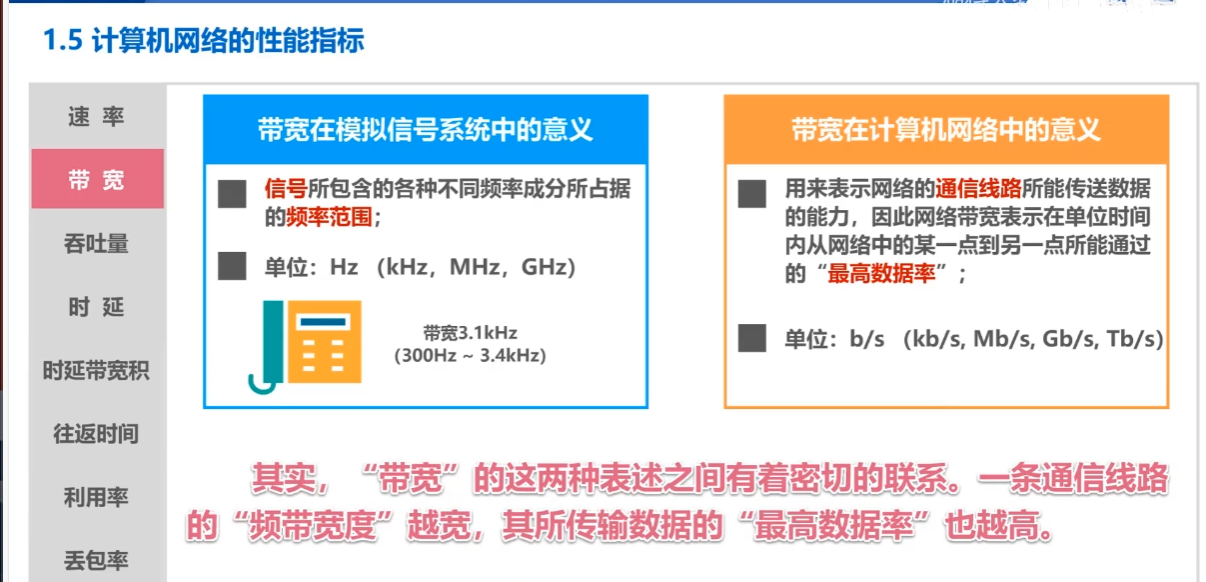 1.5 计算机网络的性能指标
速 率
带 宽
吞吐量
时 延
时延带宽积
往返时间
利用率
丢包率
带宽在模拟信号系统中的意义
信号所包含的各种不同频率成分所占据
的频率范围；
单位：Hz （kHz，MHz，GHz）
带宽3.1kHz
(300Hz ~ 3.4kHz)
带宽在计算机网络中的意义
用来表示网络的通信线路所能传送数据
的能力，因此网络带宽表示在单位时间
内从网络中的某一点到另一点所能通过
的“最高数据率”；
单位：b/s （kb/s, Mb/s, Gb/s, Tb/s）
其实，“带宽”的这两种表述之间有着密切的联系。一条通信线路
的“频带宽度”越宽，其所传输数据的“最高数据率”也越高。